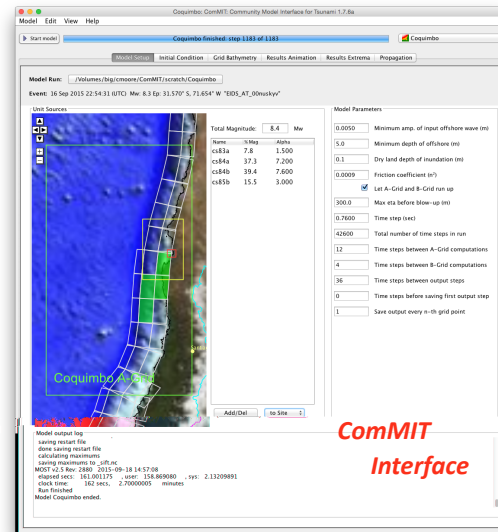 Coquimbo: ComMIT: Community Model Interface for Tsunami 1.7.6a
Model Edit View Help
Start model Coquimbo finished: step 1183 of 1183 Coquimbo
Model Setup Initial Condition Grid Bathymetry Results Animation Results Extrema Propagation
Model Run: /Volumes/big/cmoore/ComMIT/scratch/Coquimbo
Event: 16 Sep 2015 22:54:31 (UTC) Mw: 8.3 Ep: 31.570° S, 71.654° W "EIDS_AT_00nuskyv"
Unit Sources
Coquimbo A-Grid
Total Magnitude: 8.4 Mw
Name % Mag Alpha
cs83a 7.8 1.500
cs84a 37.3 7.200
cs84b 39.4 7.600
cs85b 15.5 3.000
Add/Del to Site
Model Parameters
0.0050 Minimum amp. of input offshore wave (m)
5.0 Minimum depth of offshore (m)
0.1 Dry land depth of inundation (m)
0.0009 Friction coefficient (n²)
Let A-Grid and B-Grid run up
300.0 Max eta before blow-up (m)
0.7600 Time step (sec)
42600 Total number of time steps in run
12 Time steps between A-Grid computations
4 Time steps between B-Grid computations
36 Time steps between output steps
0 Time steps before saving first output step
1 Save output every n-th grid point
Model output log
saving restart file
done saving restart file
calculating maximums
saving maximums to _sift.nc
MOST v2.5 Rev: 2880 2015-09-18 14:57:08
elapsed secs: 161.001175 , user: 158.869080 , sys: 2.13209891
clock time: 162 secs, 2.70000005 minutes
Run finished
Model Coquimbo ended.
ComMIT
Interface